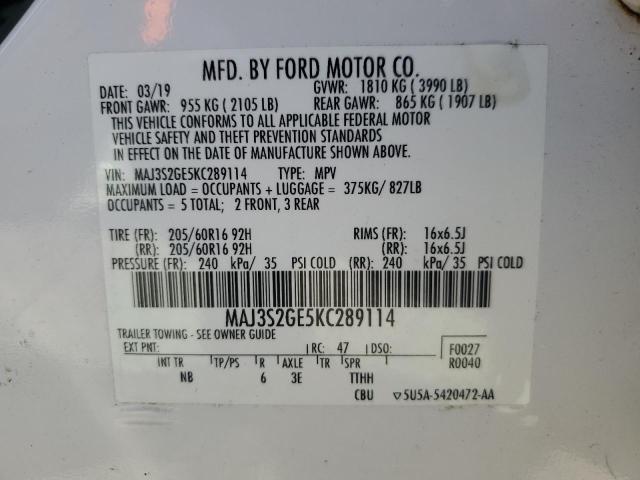 MFD. BY FORD MOTOR CO.
DATE: 03/19 GVWR: 1810 KG ( 3990 LB)
FRONT GAWR: 955 KG ( 2105 LB) REAR GAWR: 865 KG ( 1907 LB)
THIS VEHICLE CONFORMS TO ALL APPLICABLE FEDERAL MOTOR
VEHICLE SAFETY AND THEFT PREVENTION STANDARDS
IN EFFECT ON THE DATE OF MANUFACTURE SHOWN ABOVE.
VIN: MAJ3S2GE5KC289114 TYPE: MPV
MAXIMUM LOAD = OCCUPANTS + LUGGAGE = 375KG/ 827LB
OCCUPANTS = 5 TOTAL; 2 FRONT, 3 REAR
TIRE (FR): 205/60R16 92H RIMS (FR): 16x6.5J
(RR): 205/60R16 92H (RR): 16x6.5J
PRESSURE (FR): 240 kPa/ 35 PSI COLD (RR): 240 kPa/ 35 PSI COLD
MAJ3S2GE5KC289114
TRAILER TOWING - SEE OWNER GUIDE
EXT PNT: RC: 47 DSO: F0027
INT TR TP/PS R AXLE TR SPR R0040
NB 6 3E TTHH
CBU ▽5U5A-5420472-AA